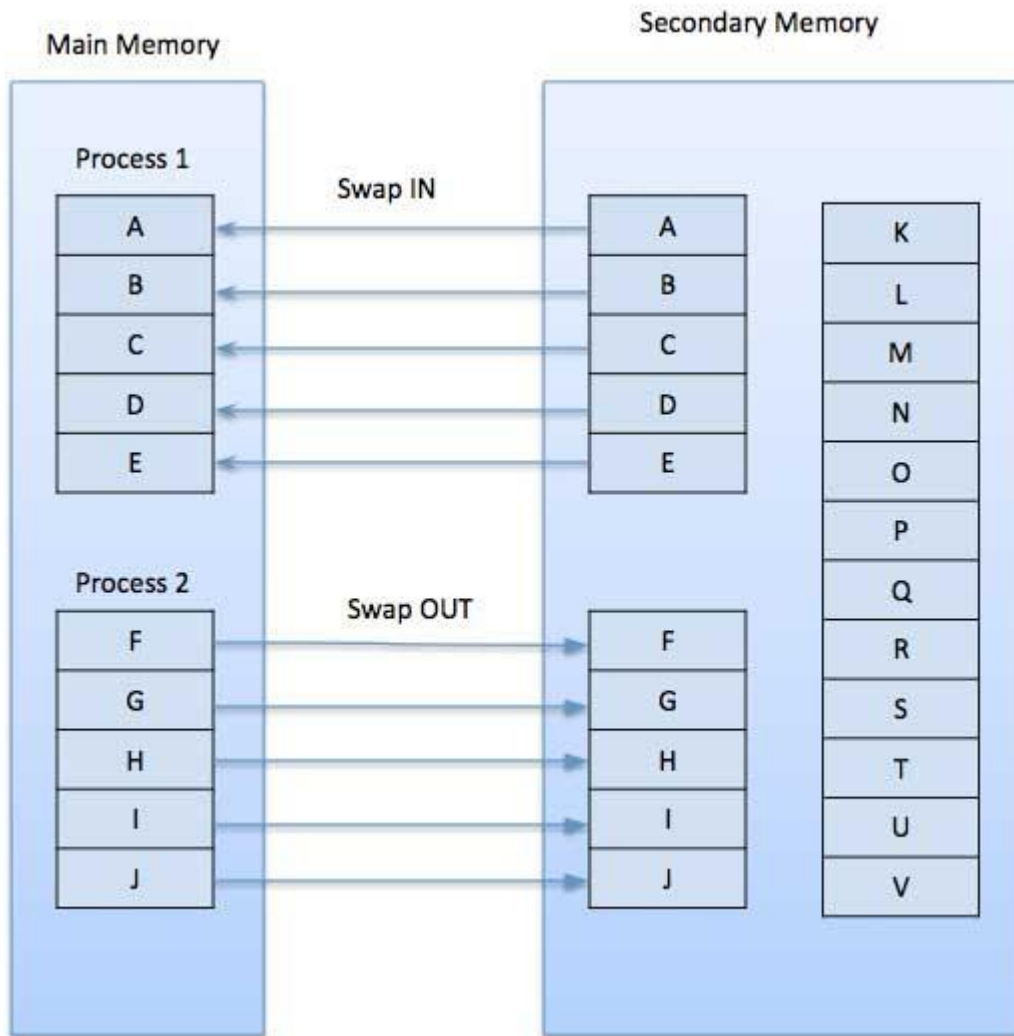 Main Memory
Secondary Memory
Process 1
A
B
C
D
E
Swap IN
A
B
C
D
E
Process 2
F
G
H
I
J
Swap OUT
F
G
H
I
J
K
L
M
N
O
P
Q
R
S
T
U
V